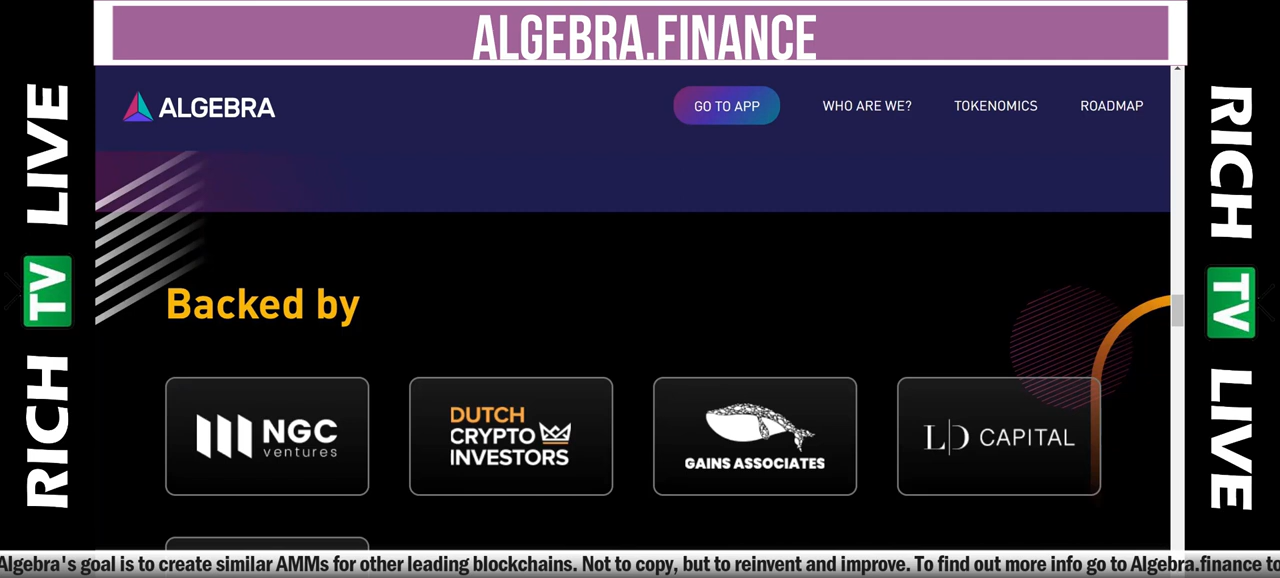 ALGEBRA.FINANCE
ALGEBRA
GO TO APP
WHO ARE WE?
TOKENOMICS
ROADMAP
RICH TV LIVE
Backed by
NGC
ventures
DUTCH
CRYPTO
INVESTORS
GAINS ASSOCIATES
LD CAPITAL
RICH TV LIVE
Algebra's goal is to create similar AMMs for other leading blockchains. Not to copy, but to reinvent and improve. To find out more info go to Algebra.finance to